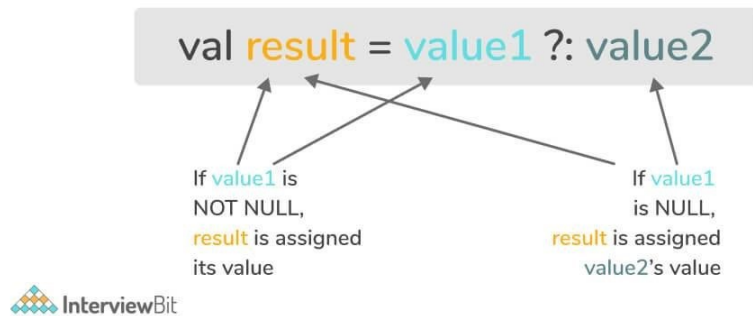 val result = value1 ?: value2
If value1 is
NOT NULL,
result is assigned
its value
If value1
is NULL,
result is assigned
value2's value
InterviewBit